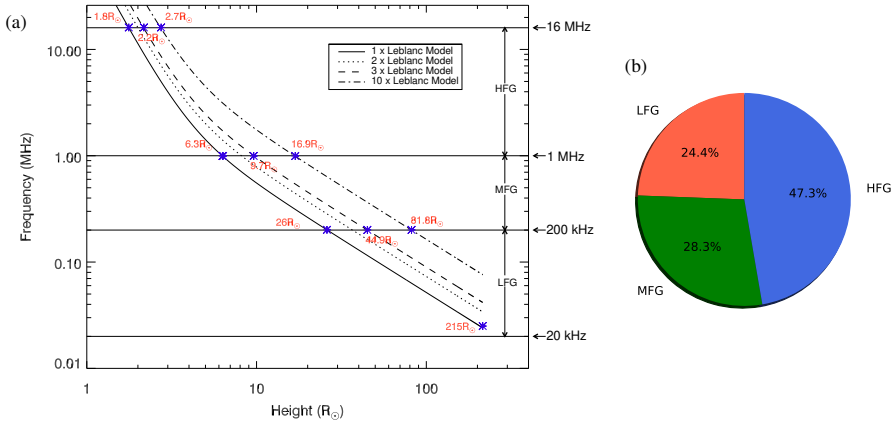 (a)
Frequency (MHz)
10.00
1.00
0.10
0.01
1
10
100
Height (R☉)
1 x Leblanc Model
2 x Leblanc Model
3 x Leblanc Model
10 x Leblanc Model
1.8R☉
2.2R☉
2.7R☉
6.3R☉
9.7R☉
16.9R☉
26R☉
44.9R☉
81.8R☉
215R☉
HFG
MFG
LFG
16 MHz
1 MHz
200 kHz
20 kHz
(b)
LFG
24.4%
HFG
47.3%
MFG
28.3%